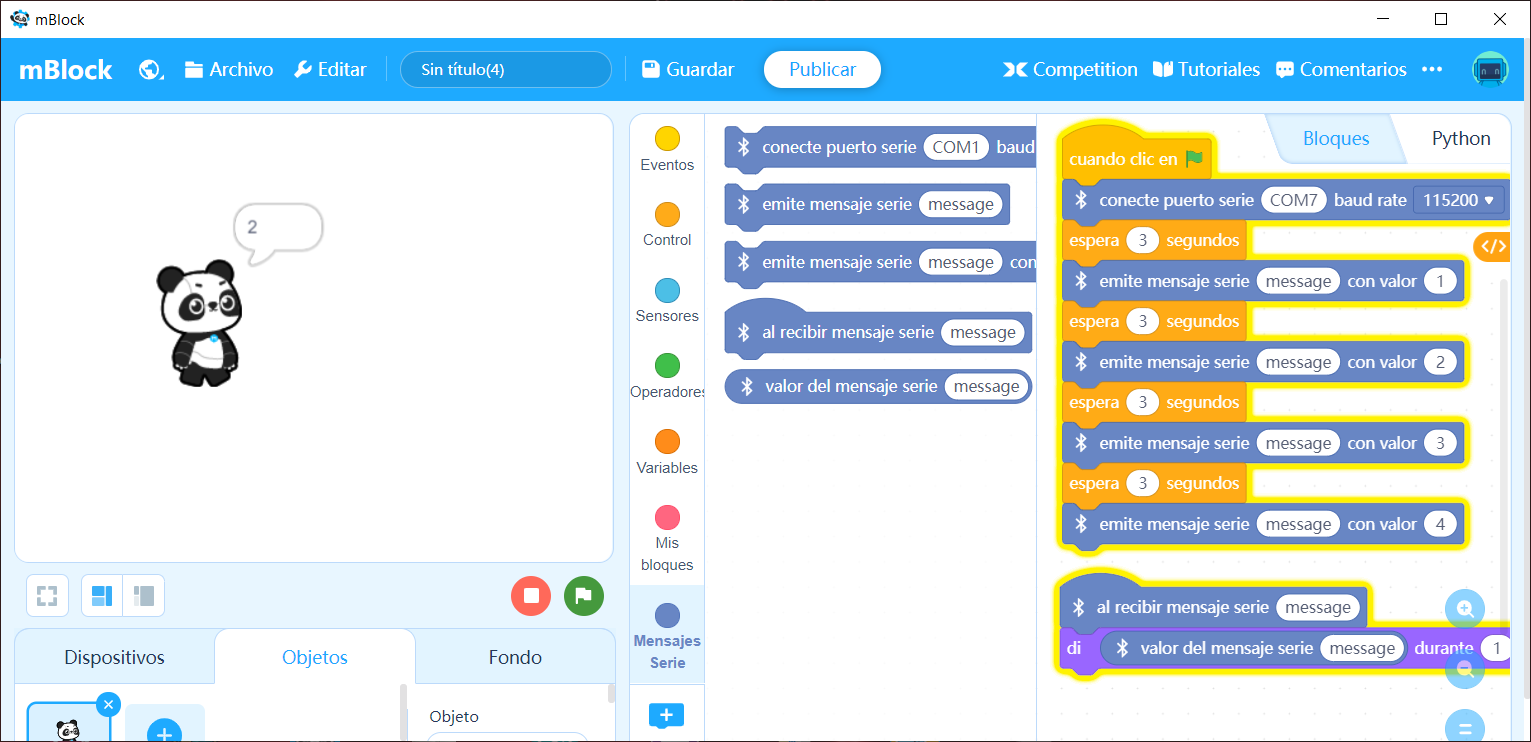 mBlock
mBlock
Archivo
Editar
Sin título(4)
Guardar
Publicar
Competition
Tutoriales
Comentarios
2
Dispositivos
Objetos
Fondo
Objeto
Eventos
Control
Sensores
Operadores
Variables
Mis
bloques
Mensajes
Serie
conecte puerto serie COM1 baud
emite mensaje serie message
emite mensaje serie message con
al recibir mensaje serie message
valor del mensaje serie message
Bloques
Python
cuando clic en
conecte puerto serie COM7 baud rate 115200
espera 3 segundos
emite mensaje serie message con valor 1
espera 3 segundos
emite mensaje serie message con valor 2
espera 3 segundos
emite mensaje serie message con valor 3
espera 3 segundos
emite mensaje serie message con valor 4
al recibir mensaje serie message
di valor del mensaje serie message durante 1